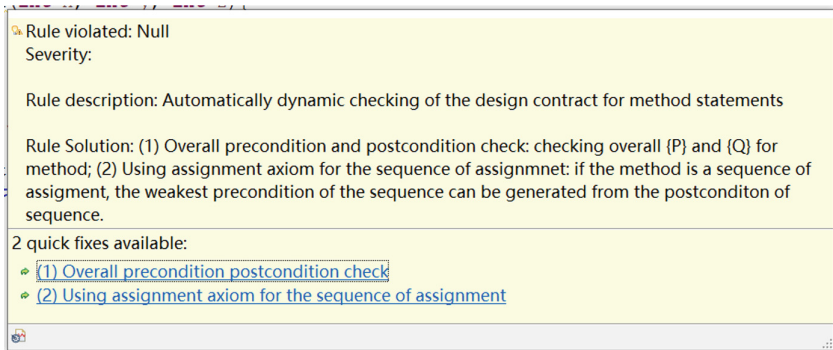 Rule violated: Null
Severity:
Rule description: Automatically dynamic checking of the design contract for method statements
Rule Solution: (1) Overall precondition and postcondition check: checking overall {P} and {Q} for
method; (2) Using assignment axiom for the sequence of assignmnet: if the method is a sequence of
assigment, the weakest precondition of the sequence can be generated from the postconditon of
sequence.
2 quick fixes available:
(1) Overall precondition postcondition check
(2) Using assignment axiom for the sequence of assignment